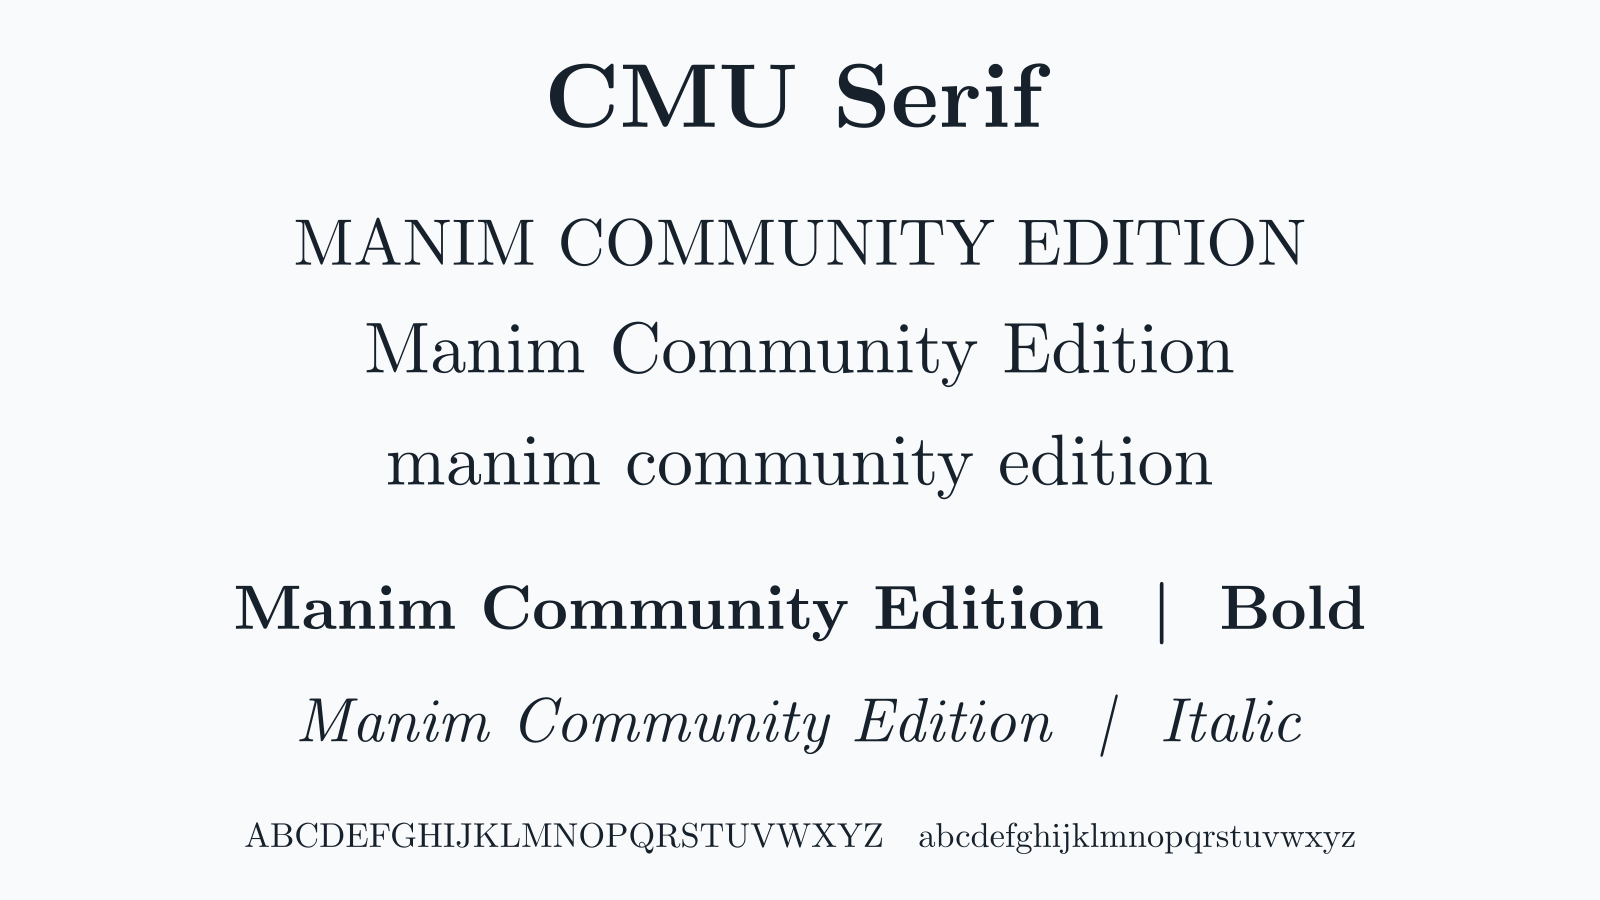 CMU Serif
MANIM COMMUNITY EDITION
Manim Community Edition
manim community edition
Manim Community Edition | Bold
Manim Community Edition | Italic
ABCDEFGHIJKLMNOPQRSTUVWXYZ abcdefghijklmnopqrstuvwxyz